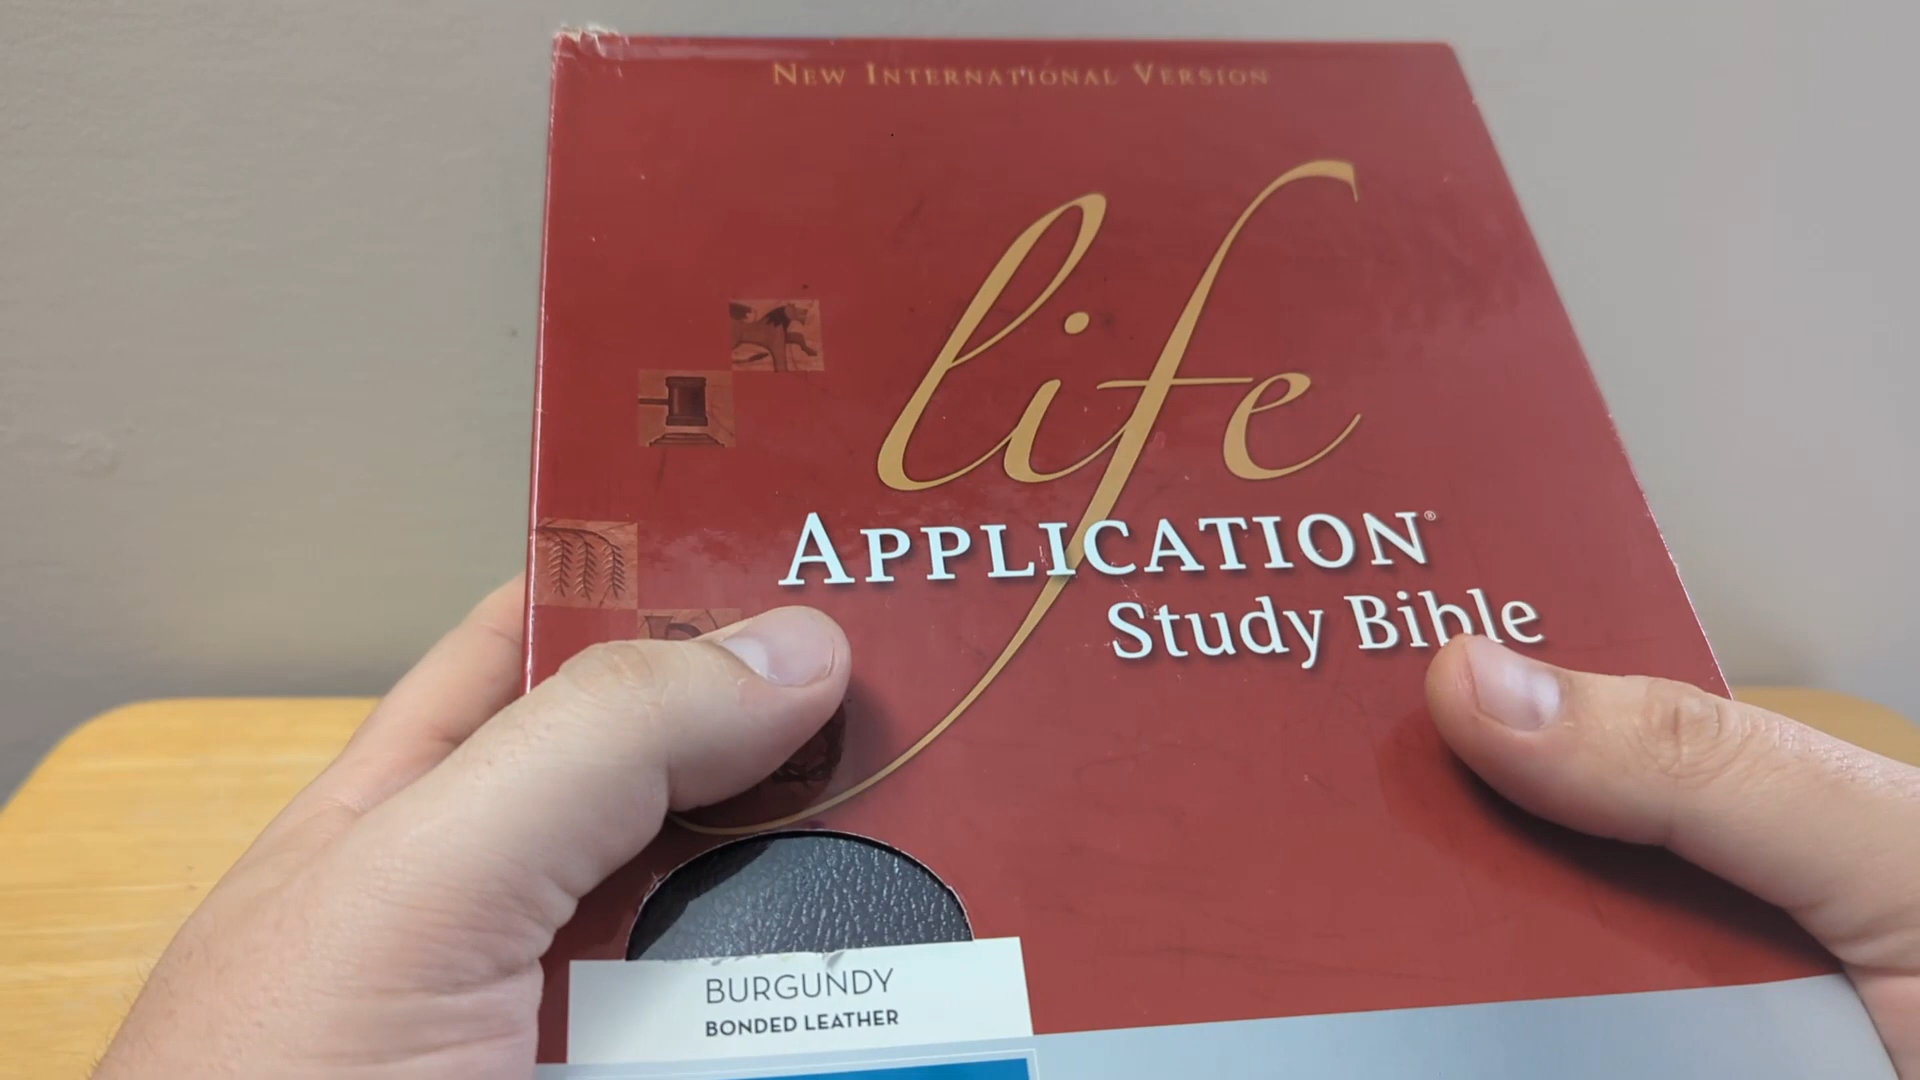 NEW INTERNATIONAL VERSION
life
APPLICATION®
Study Bible
BURGUNDY
BONDED LEATHER